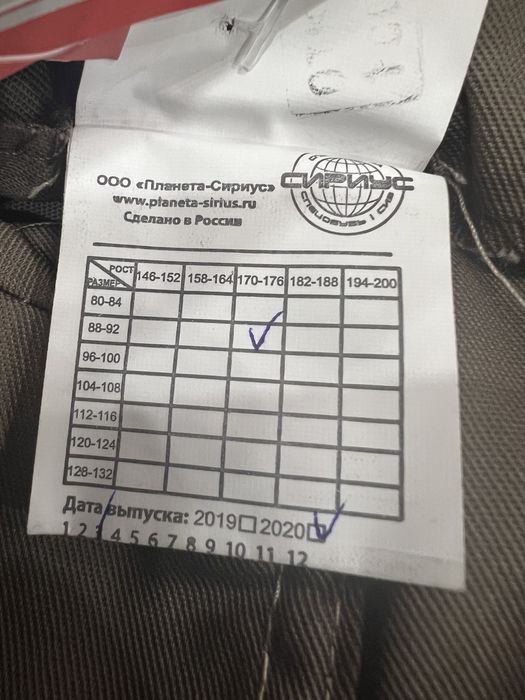 ООО «Планета-Сириус»
www.planeta-sirius.ru
Сделано в России
СИРИУС
РОСТ
РАЗМЕР
146-152 158-164 170-176 182-188 194-200
80-84
88-92
96-100
104-108
112-116
120-124
128-132
Дата выпуска: 2019 2020
1 2 3 4 5 6 7 8 9 10 11 12